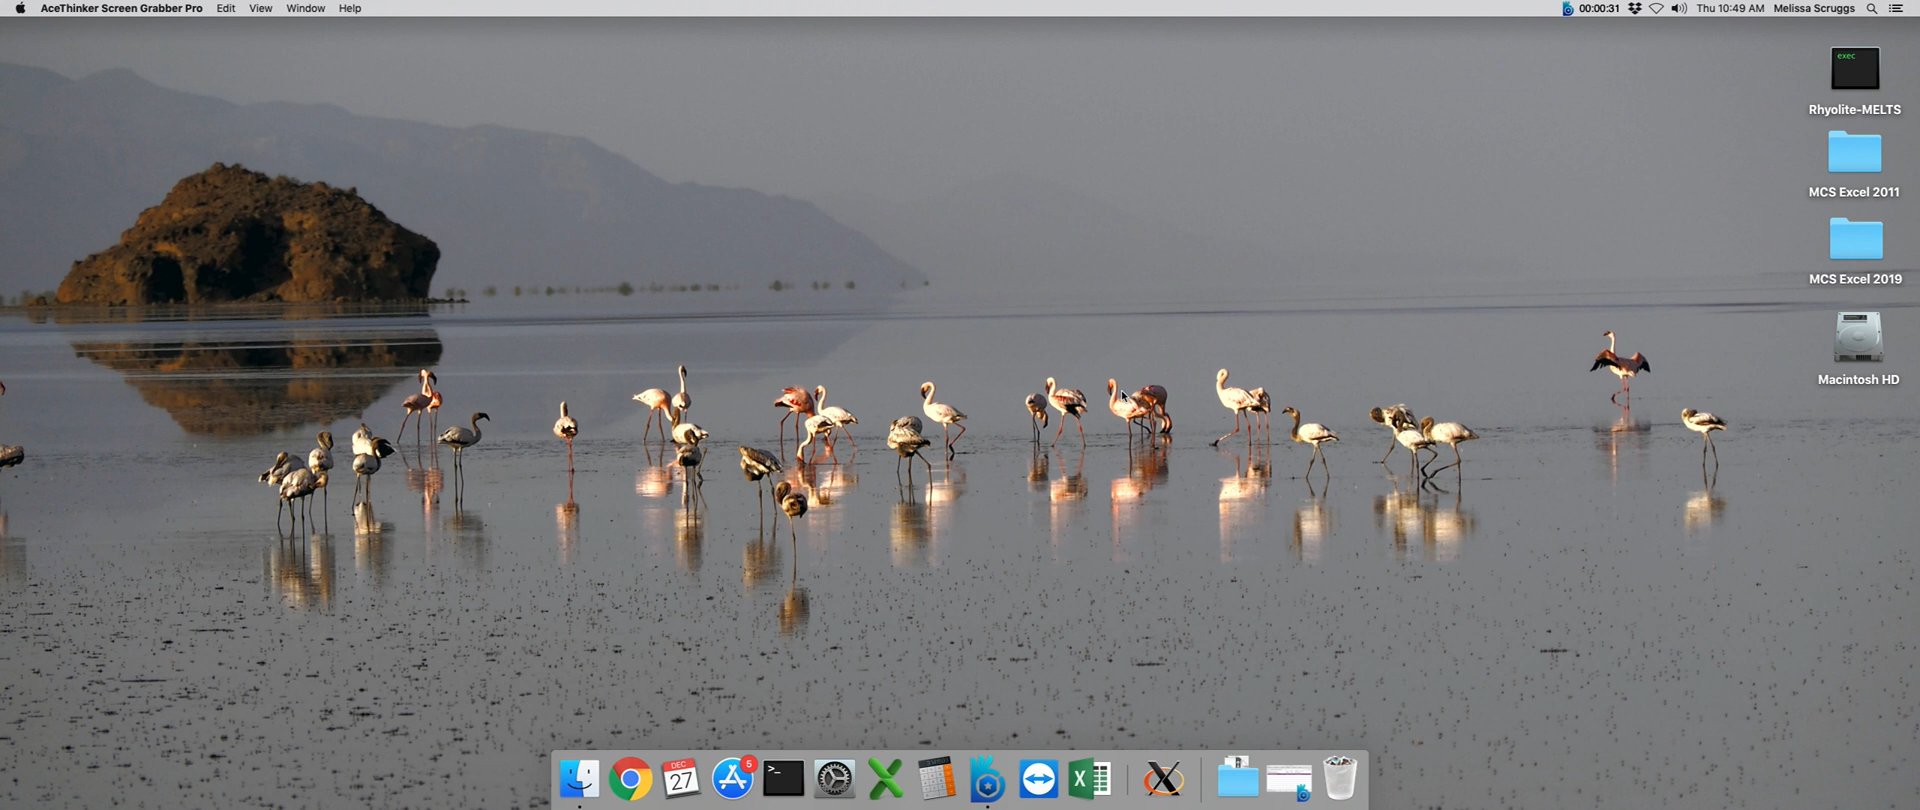 AceThinker Screen Grabber Pro Edit View Window Help 00:00:31 Thu 10:49 AM Melissa Scruggs
exec
Rhyolite-MELTS
MCS Excel 2011
MCS Excel 2019
Macintosh HD
DEC
27
5
>_